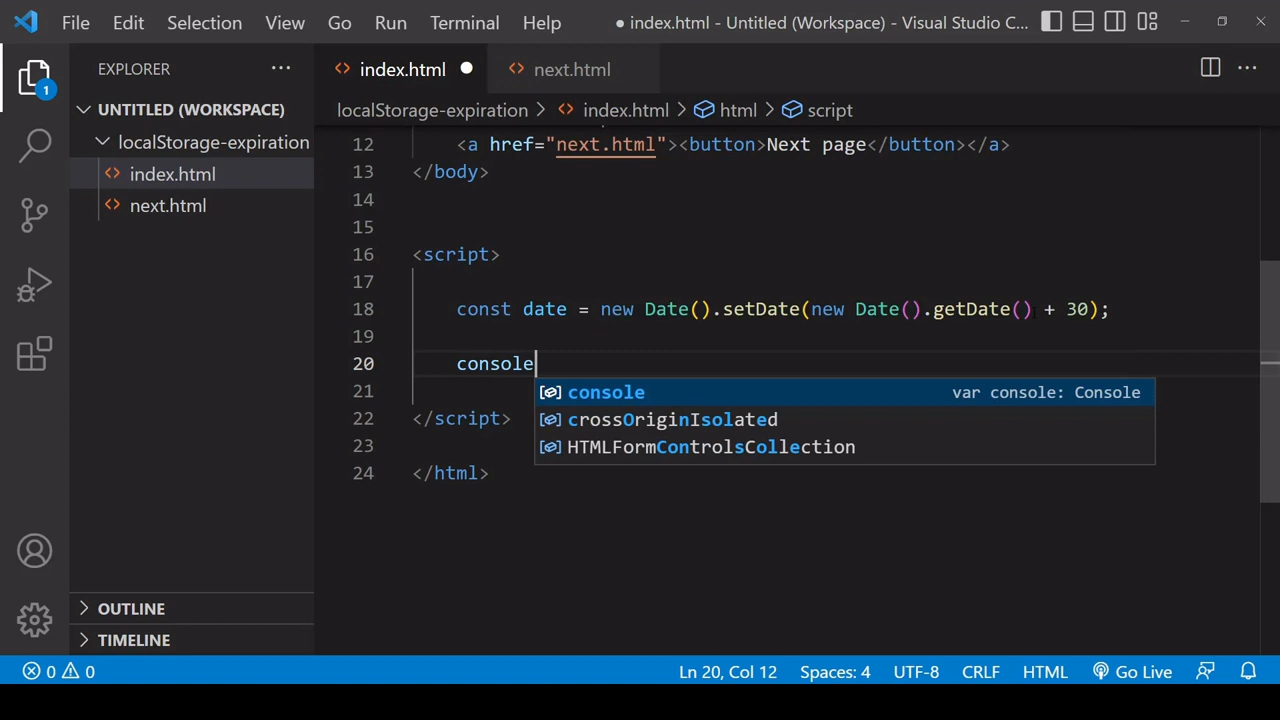 File Edit Selection View Go Run Terminal Help ● index.html - Untitled (Workspace) - Visual Studio C...
EXPLORER ...
1
UNTITLED (WORKSPACE)
localStorage-expiration
index.html
next.html
OUTLINE
TIMELINE
index.html next.html
localStorage-expiration > index.html > html > script
12 <a href="next.html"><button>Next page</button></a>
13 </body>
14
15
16 <script>
17
18 const date = new Date().setDate(new Date().getDate() + 30);
19
20 console
console var console: Console
crossOriginIsolated
HTMLFormControlsCollection
21
22 </script>
23
24 </html>
0 0 Ln 20, Col 12 Spaces: 4 UTF-8 CRLF HTML Go Live